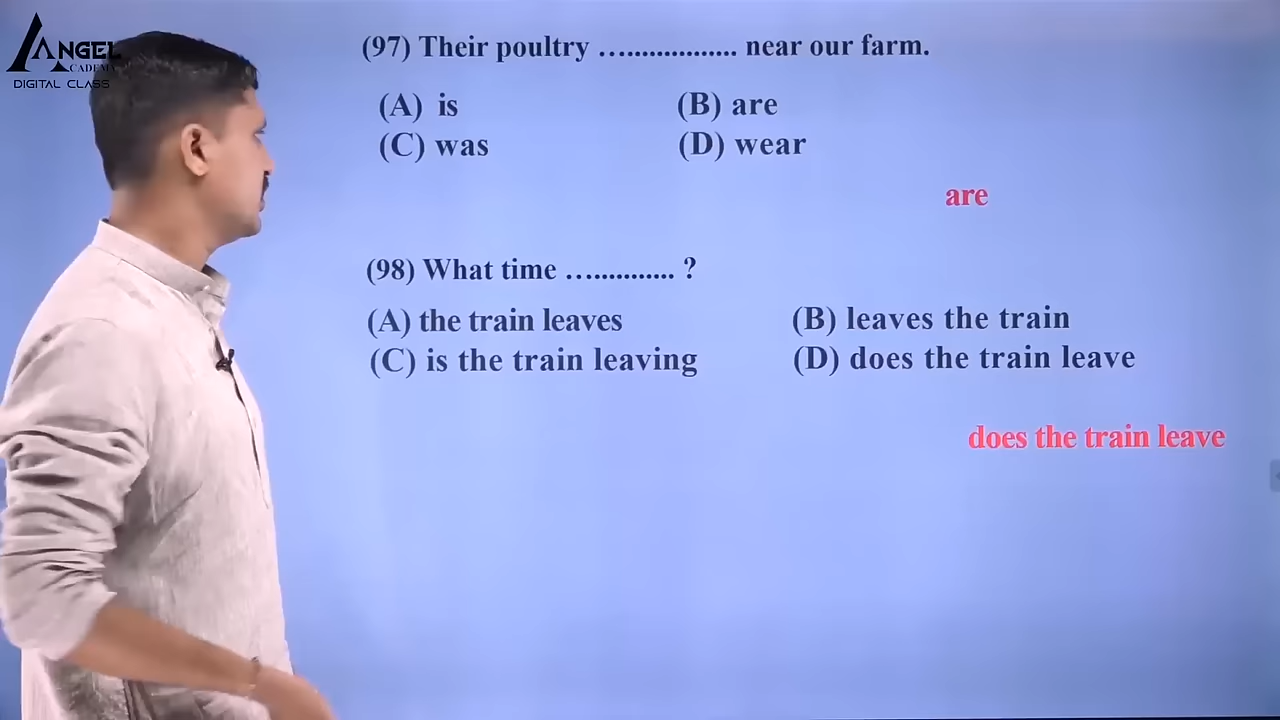 ANGEL
CADEMY
DIGITAL CLASS
(97) Their poultry ….................. near our farm.
(A) is (B) are
(C) was (D) wear
are
(98) What time …............ ?
(A) the train leaves (B) leaves the train
(C) is the train leaving (D) does the train leave
does the train leave